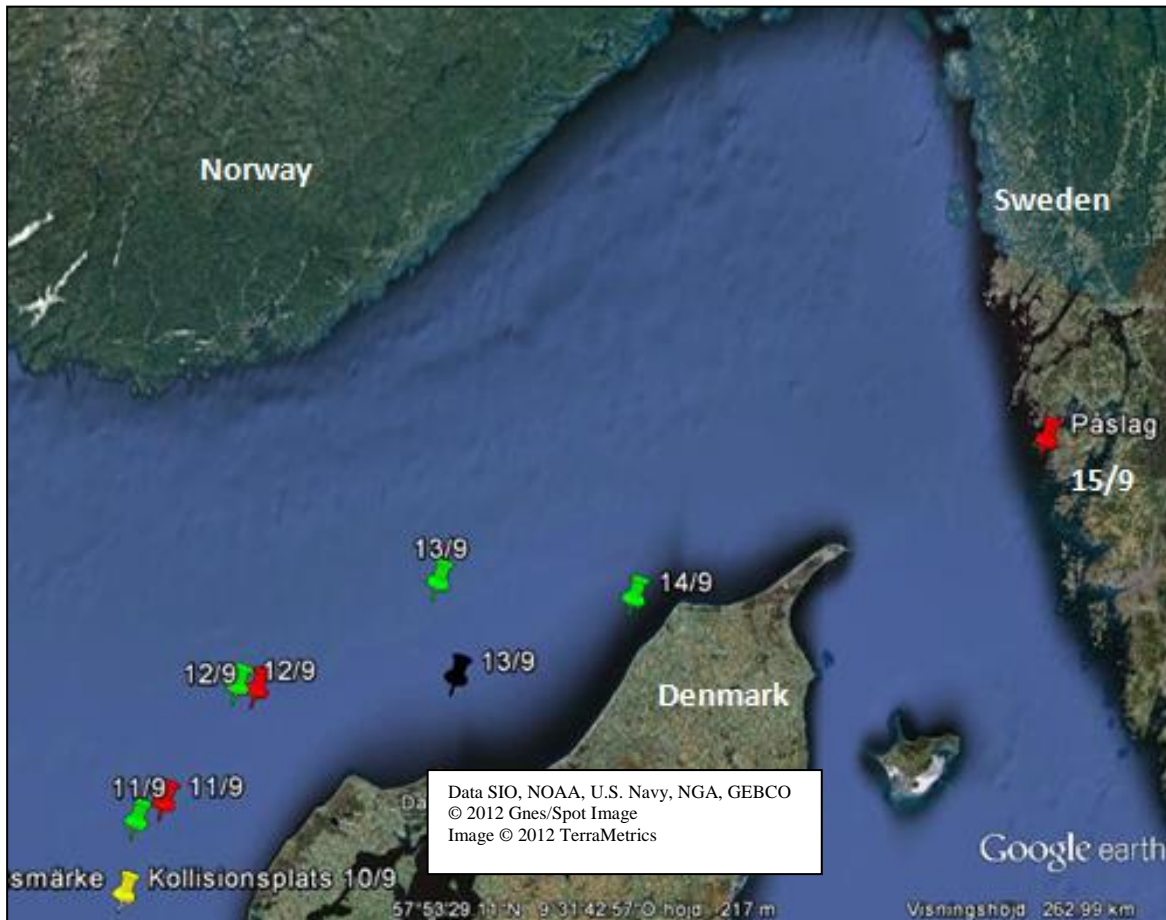 Norway
Sweden
Påslag
15/9
13/9
14/9
12/9
12/9
13/9
Denmark
11/9
11/9
Data SIO, NOAA, U.S. Navy, NGA, GEBCO
© 2012 Gnes/Spot Image
Image © 2012 TerraMetrics
Google earth
smärke
Kollisionsplats 10/9
57°53'29.11"N 9°31'42.57"O höjd -217 m
Visningshöjd 262.99 km